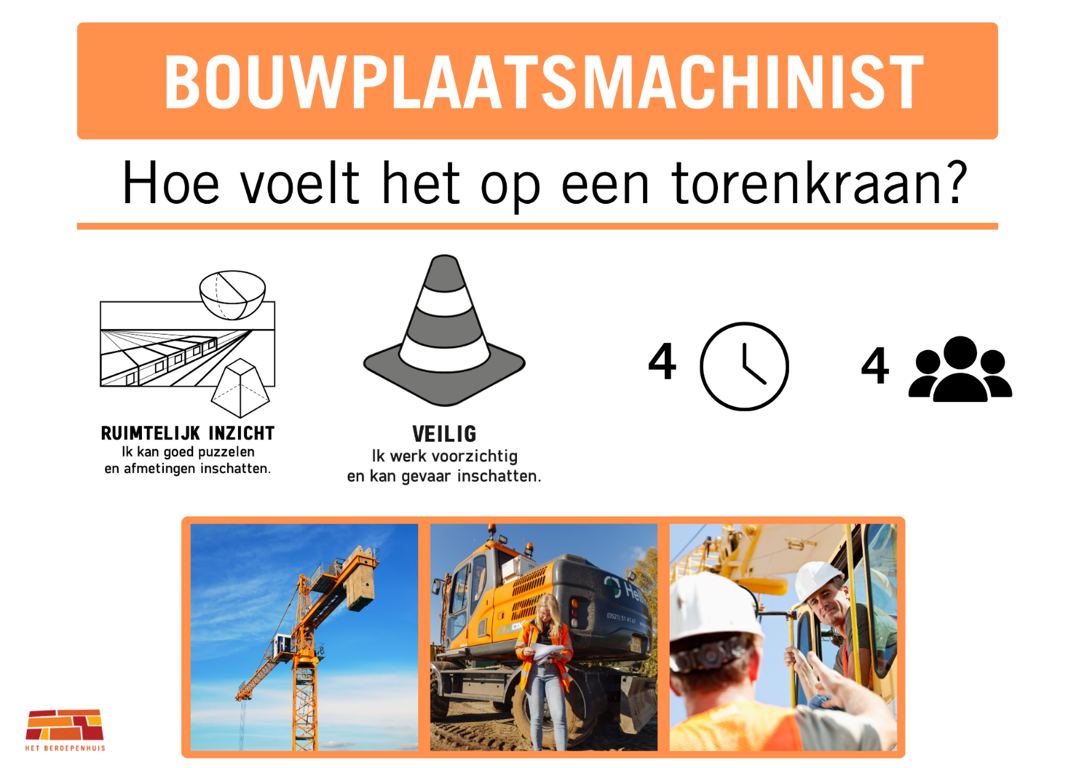 BOUWPLAATSMACHINIST
Hoe voelt het op een torenkraan?
RUIMTELIJK INZICHT
Ik kan goed puzzelen
en afmetingen inschatten.
VEILIG
Ik werk voorzichtig
en kan gevaar inschatten.
4
4
HET BEROEPENHUIS